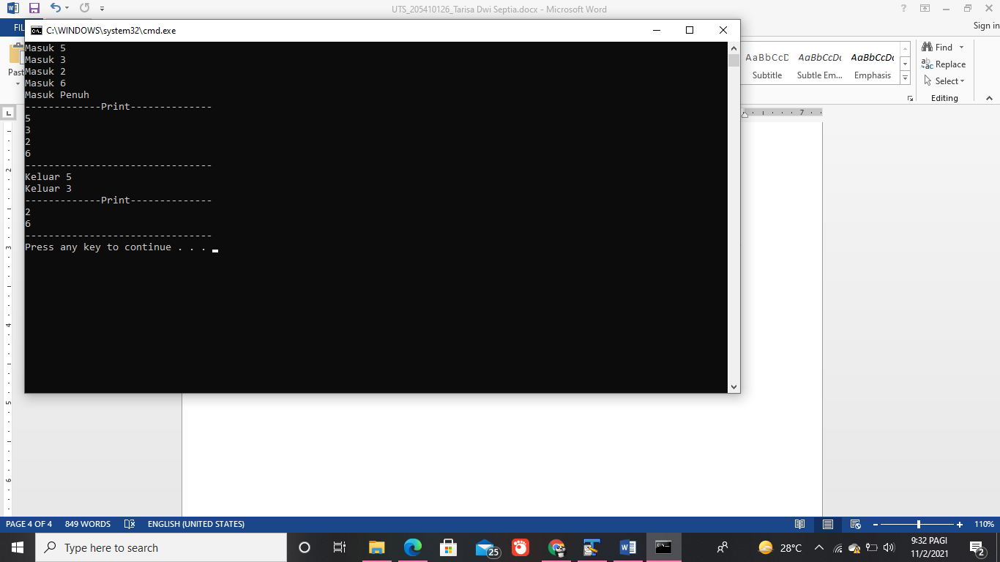 UTS_205410126_Tarisa Dwi Septia.docx - Microsoft Word
?
FIL
Sign in
C:\WINDOWS\system32\cmd.exe
Masuk 5
Masuk 3
Masuk 2
Masuk 6
Masuk Penuh
-------------Print--------------
5
3
2
6
--------------------------------
Keluar 5
Keluar 3
-------------Print--------------
2
6
--------------------------------
Press any key to continue . . .
Past
AaBbCcD AaBbCcDc AaBbCcDc
Subtitle Subtle Em... Emphasis
Find
Replace
Select
Editing
7
2
3
4
5
6
PAGE 4 OF 4 849 WORDS ENGLISH (UNITED STATES) 110%
Type here to search
25
28°C
9:32 PAGI
11/2/2021
2